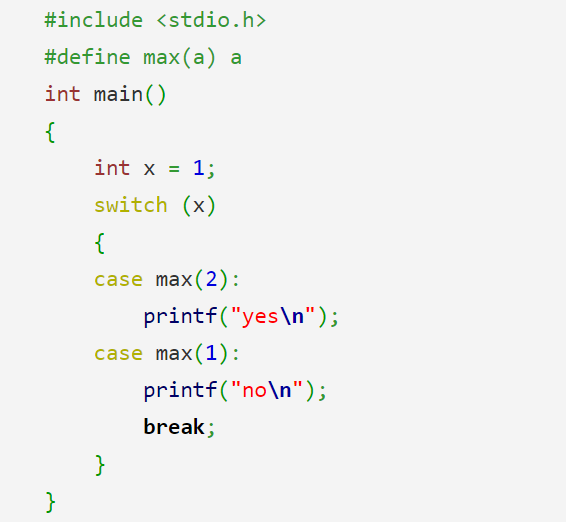 #include <stdio.h>
#define max(a) a
int main()
{
    int x = 1;
    switch (x)
    {
    case max(2):
        printf("yes\n");
    case max(1):
        printf("no\n");
        break;
    }
}